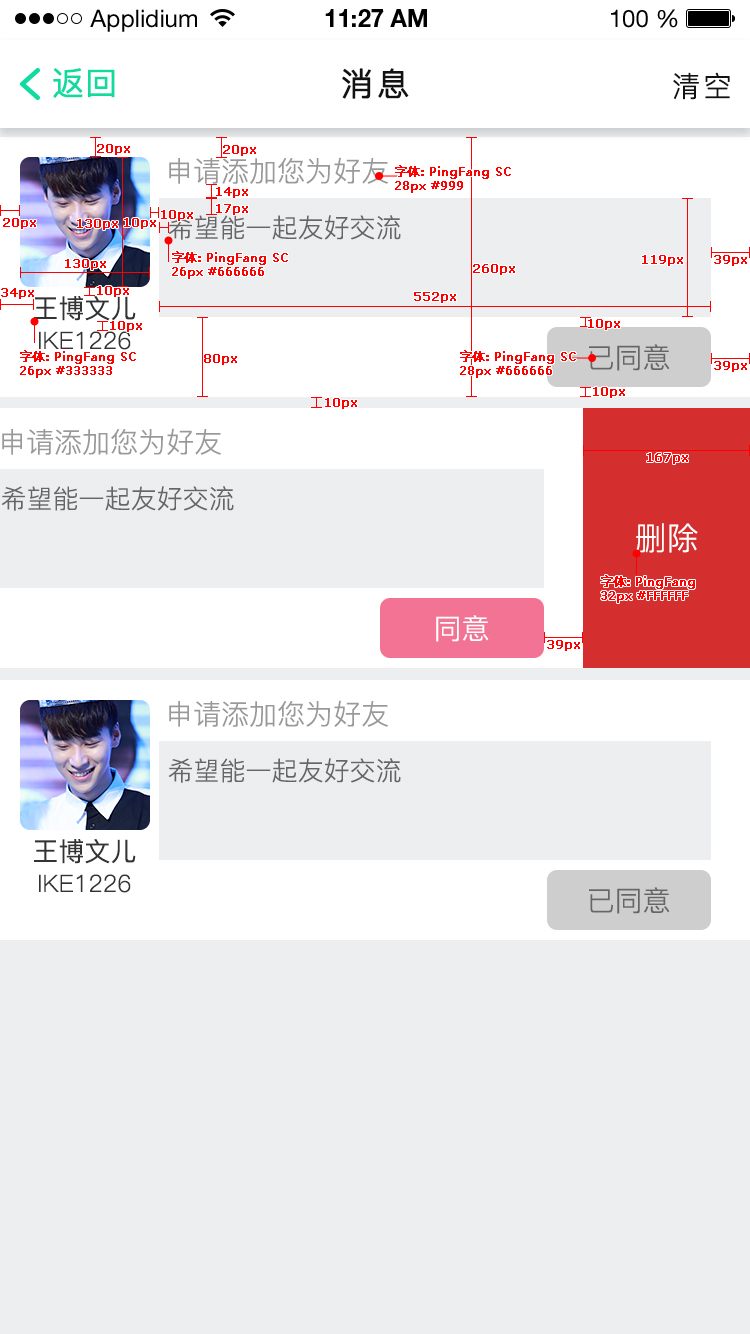 Applidium 11:27 AM 100 %
返回 消息 清空
20px 20px
申请添加您为好友
字体: PingFang SC
28px #999
14px
17px
10px
20px 130px 10px
希望能一起友好交流
字体: PingFang SC
26px #666666
130px
260px
119px
39px
34px
10px
552px
王博文儿
10px
IKE1226
字体: PingFang SC
26px #333333
80px
10px
已同意
字体: PingFang SC
28px #666666
39px
10px
10px
申请添加您为好友
希望能一起友好交流
同意
39px
167px
删除
字体: PingFang
32px #FFFFFF
申请添加您为好友
希望能一起友好交流
王博文儿
IKE1226
已同意